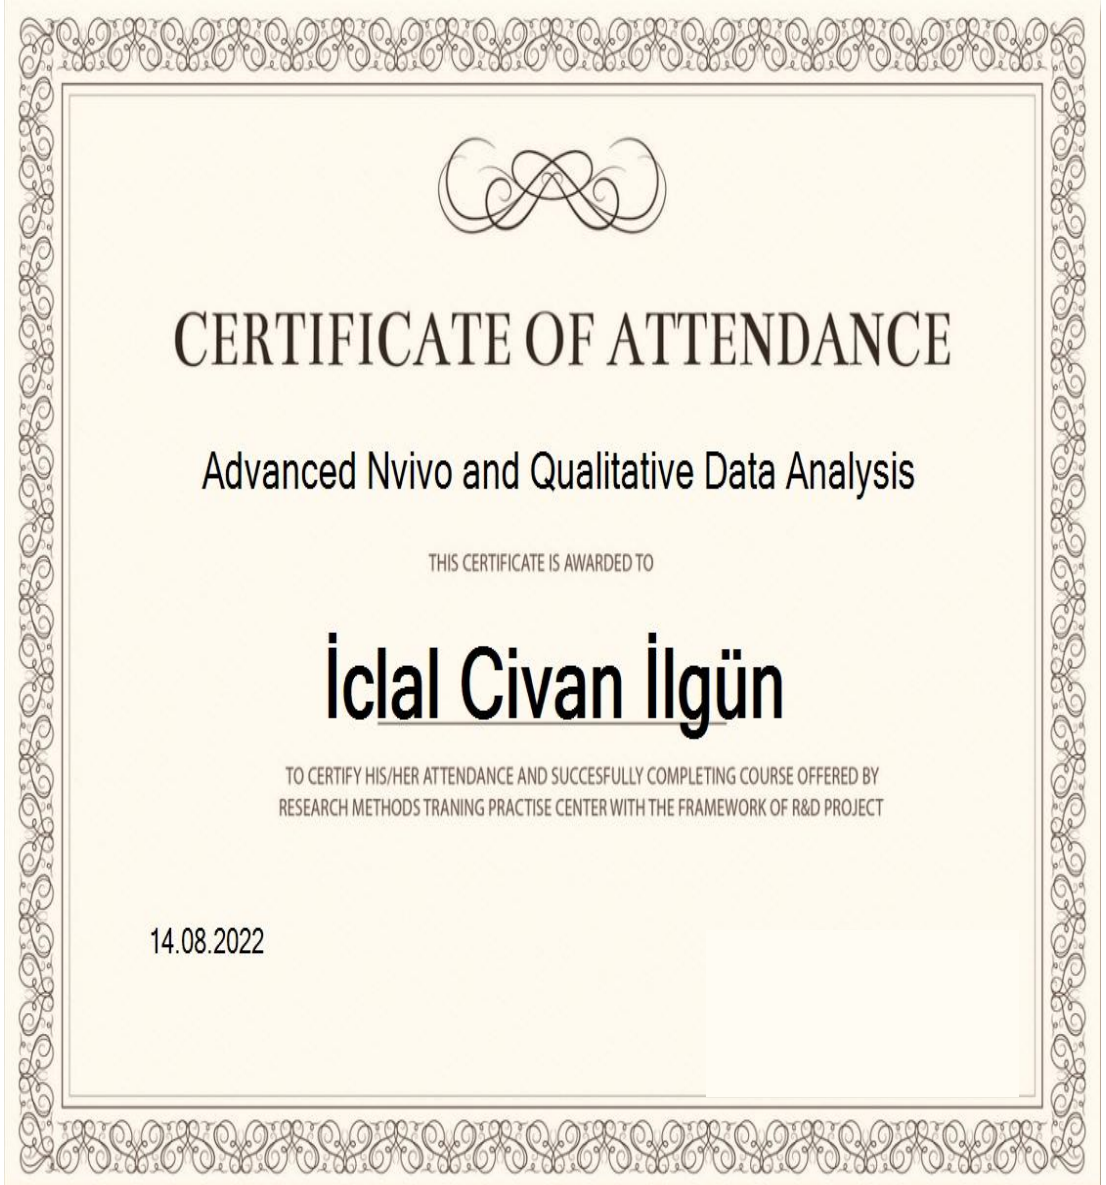 CERTIFICATE OF ATTENDANCE
Advanced Nvivo and Qualitative Data Analysis
THIS CERTIFICATE IS AWARDED TO
İclal Civan İlgün
TO CERTIFY HIS/HER ATTENDANCE AND SUCCESFULLY COMPLETING COURSE OFFERED BY
RESEARCH METHODS TRANING PRACTISE CENTER WITH THE FRAMEWORK OF R&D PROJECT
14.08.2022